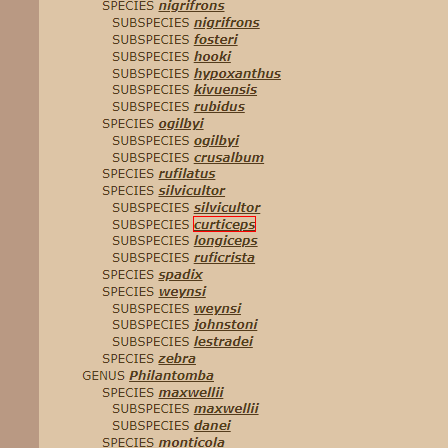 SPECIES nigrifrons
SUBSPECIES nigrifrons
SUBSPECIES fosteri
SUBSPECIES hooki
SUBSPECIES hypoxanthus
SUBSPECIES kivuensis
SUBSPECIES rubidus
SPECIES ogilbyi
SUBSPECIES ogilbyi
SUBSPECIES crusalbum
SPECIES rufilatus
SPECIES silvicultor
SUBSPECIES silvicultor
SUBSPECIES curticeps
SUBSPECIES longiceps
SUBSPECIES ruficrista
SPECIES spadix
SPECIES weynsi
SUBSPECIES weynsi
SUBSPECIES johnstoni
SUBSPECIES lestradei
SPECIES zebra
GENUS Philantomba
SPECIES maxwellii
SUBSPECIES maxwellii
SUBSPECIES danei
SPECIES monticola